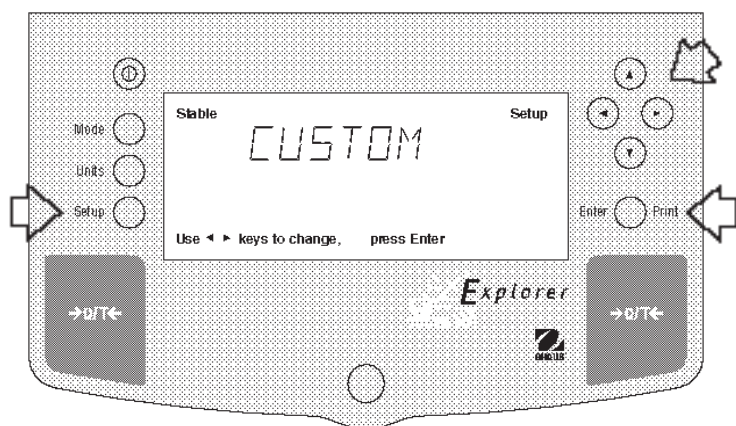 Mode
Units
Setup
Stable
Setup
CUSTOM
Use ◄ ► keys to change, press Enter
Enter
Print
→0/T←
Explorer
OHAUS
→0/T←